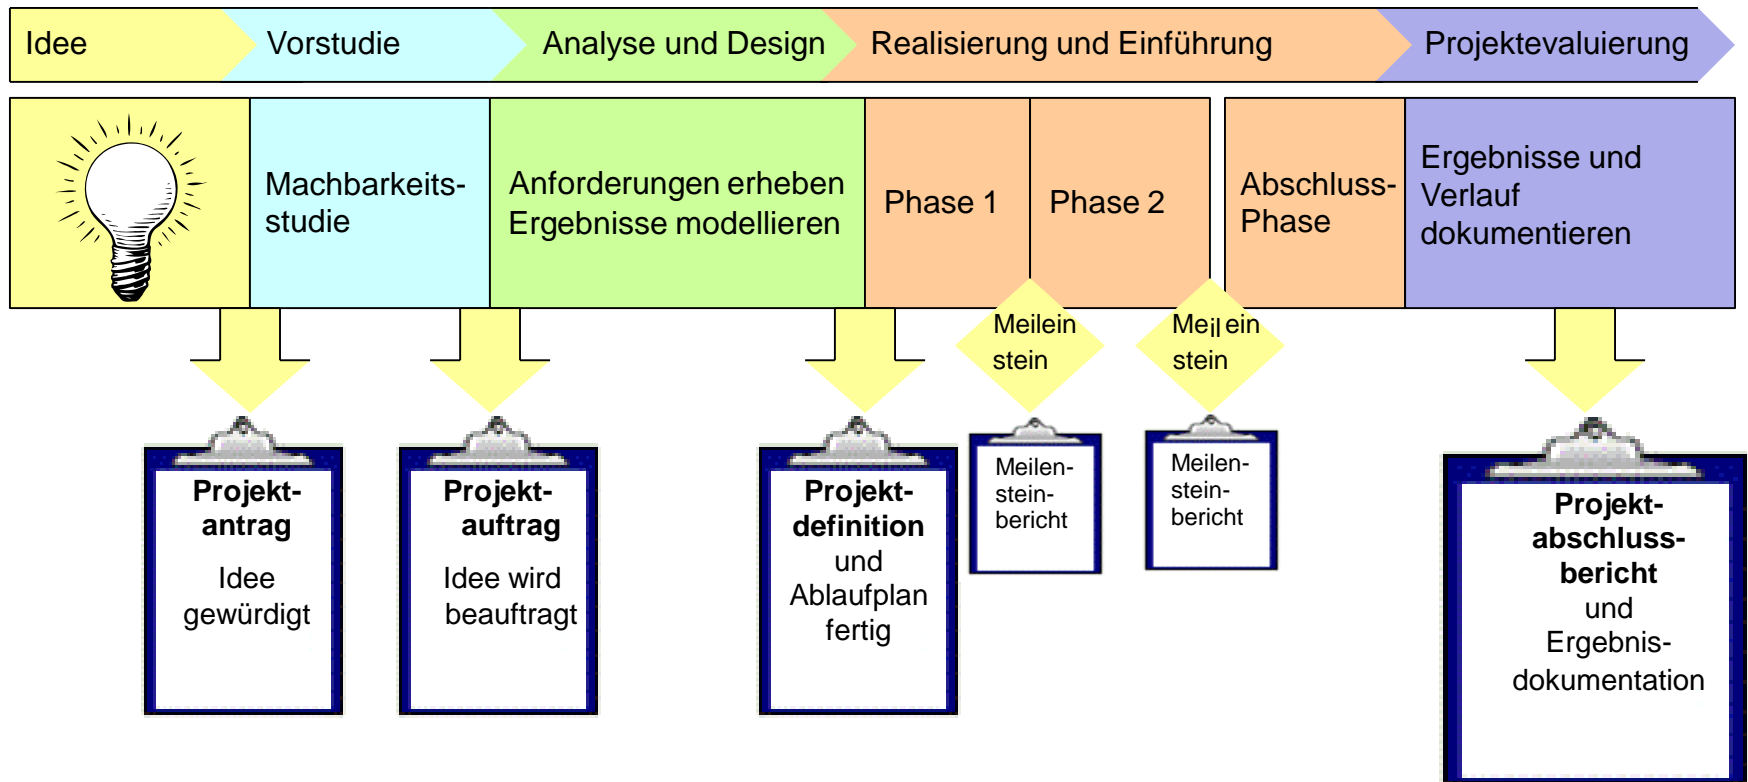 Idee
Vorstudie
Analyse und Design
Realisierung und Einführung
Projektevaluierung
Machbarkeits-
studie
Anforderungen erheben
Ergebnisse modellieren
Phase 1
Phase 2
Abschluss-
Phase
Ergebnisse und
Verlauf
dokumentieren
Meilein
stein
Meilein
stein
Projekt-
antrag
Idee
gewürdigt
Projekt-
auftrag
Idee wird
beauftragt
Projekt-
definition
und
Ablaufplan
fertig
Meilen-
stein-
bericht
Meilen-
stein-
bericht
Projekt-
abschluss-
bericht
und
Ergebnis-
dokumentation